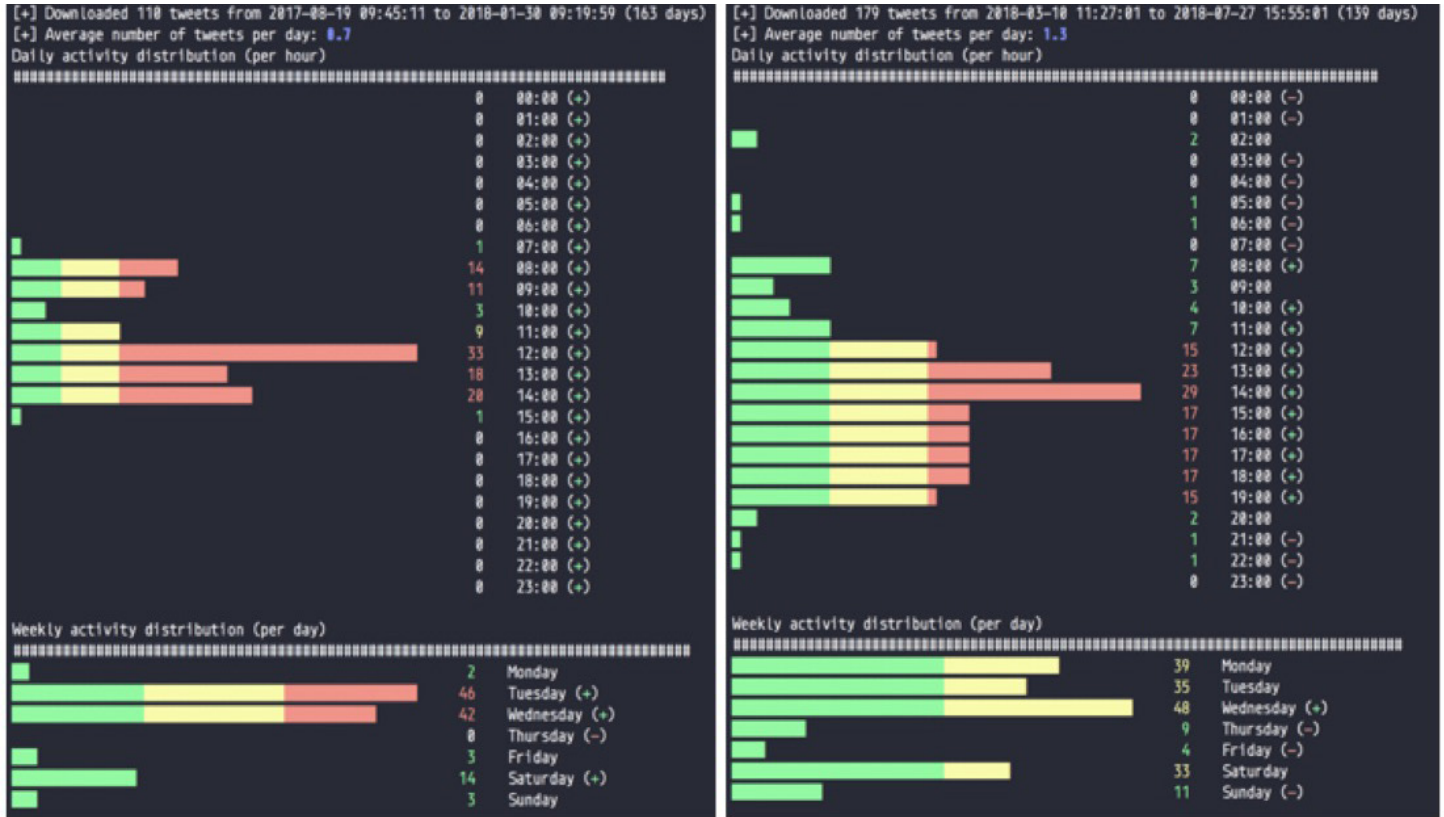 [+] Downloaded 110 tweets from 2017-08-19 09:45:11 to 2018-01-30 09:19:59 (163 days)
[+] Average number of tweets per day: 0.7
Daily activity distribution (per hour)
0 00:00 (+)
0 01:00 (+)
0 02:00 (+)
0 03:00 (+)
0 04:00 (+)
0 05:00 (+)
0 06:00 (+)
1 07:00 (+)
14 08:00 (+)
11 09:00 (+)
3 10:00 (+)
9 11:00 (+)
33 12:00 (+)
18 13:00 (+)
20 14:00 (+)
1 15:00 (+)
0 16:00 (+)
0 17:00 (+)
0 18:00 (+)
0 19:00 (+)
0 20:00 (+)
0 21:00 (+)
0 22:00 (+)
0 23:00 (+)
Weekly activity distribution (per day)
2 Monday
46 Tuesday (+)
42 Wednesday (+)
0 Thursday (-)
3 Friday
14 Saturday (+)
3 Sunday
[+] Downloaded 179 tweets from 2018-03-10 11:27:01 to 2018-07-27 15:55:01 (139 days)
[+] Average number of tweets per day: 1.3
Daily activity distribution (per hour)
0 00:00 (-)
0 01:00 (-)
2 02:00
0 03:00 (-)
0 04:00 (-)
1 05:00 (-)
1 06:00 (-)
0 07:00 (-)
7 08:00 (+)
3 09:00
4 10:00 (+)
7 11:00 (+)
15 12:00 (+)
23 13:00 (+)
29 14:00 (+)
17 15:00 (+)
17 16:00 (+)
17 17:00 (+)
17 18:00 (+)
15 19:00 (+)
2 20:00
1 21:00 (-)
1 22:00 (-)
0 23:00 (-)
Weekly activity distribution (per day)
39 Monday
35 Tuesday
48 Wednesday (+)
9 Thursday (-)
4 Friday (-)
33 Saturday
11 Sunday (-)